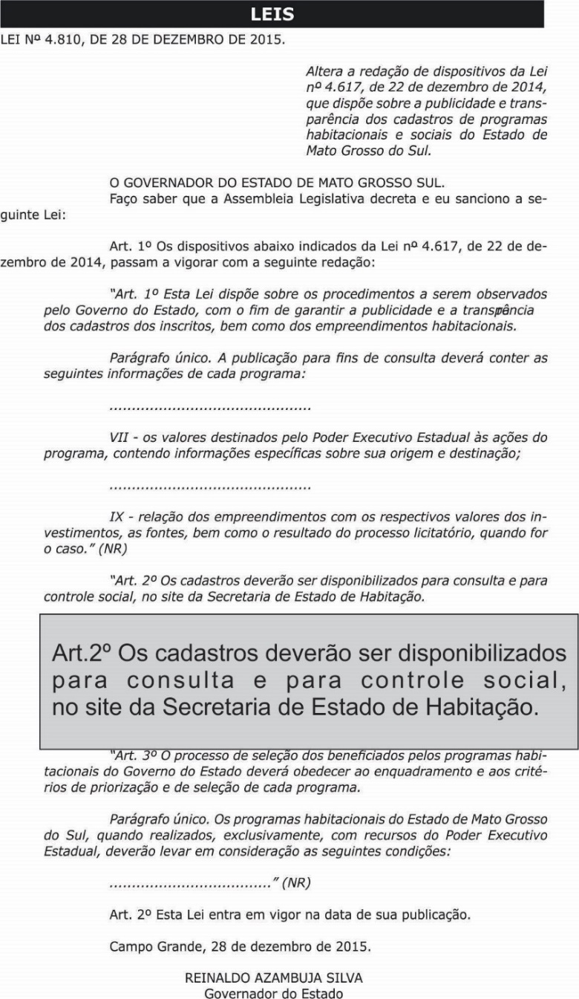 LEIS
LEI Nº 4.810, DE 28 DE DEZEMBRO DE 2015.
Altera a redação de dispositivos da Lei
nº 4.617, de 22 de dezembro de 2014,
que dispõe sobre a publicidade e trans-
parência dos cadastros de programas
habitacionais e sociais do Estado de
Mato Grosso do Sul.
O GOVERNADOR DO ESTADO DE MATO GROSSO SUL.
Faço saber que a Assembleia Legislativa decreta e eu sanciono a se-
guinte Lei:
Art. 1º Os dispositivos abaixo indicados da Lei nº 4.617, de 22 de de-
zembro de 2014, passam a vigorar com a seguinte redação:
"Art. 1º Esta Lei dispõe sobre os procedimentos a serem observados
pelo Governo do Estado, com o fim de garantir a publicidade e a transparência
dos cadastros dos inscritos, bem como dos empreendimentos habitacionais.
Parágrafo único. A publicação para fins de consulta deverá conter as
seguintes informações de cada programa:
.............................................
VII - os valores destinados pelo Poder Executivo Estadual às ações do
programa, contendo informações específicas sobre sua origem e destinação;
.............................................
IX - relação dos empreendimentos com os respectivos valores dos in-
vestimentos, as fontes, bem como o resultado do processo licitatório, quando for
o caso." (NR)
"Art. 2º Os cadastros deverão ser disponibilizados para consulta e para
controle social, no site da Secretaria de Estado de Habitação.
Art.2º Os cadastros deverão ser disponibilizados
para consulta e para controle social,
no site da Secretaria de Estado de Habitação.
"Art. 3º O processo de seleção dos beneficiados pelos programas habi-
tacionais do Governo do Estado deverá obedecer ao enquadramento e aos crité-
rios de priorização e de seleção de cada programa.
Parágrafo único. Os programas habitacionais do Estado de Mato Grosso
do Sul, quando realizados, exclusivamente, com recursos do Poder Executivo
Estadual, deverão levar em consideração as seguintes condições:
...................................." (NR)
Art. 2º Esta Lei entra em vigor na data de sua publicação.
Campo Grande, 28 de dezembro de 2015.
REINALDO AZAMBUJA SILVA
Governador do Estado